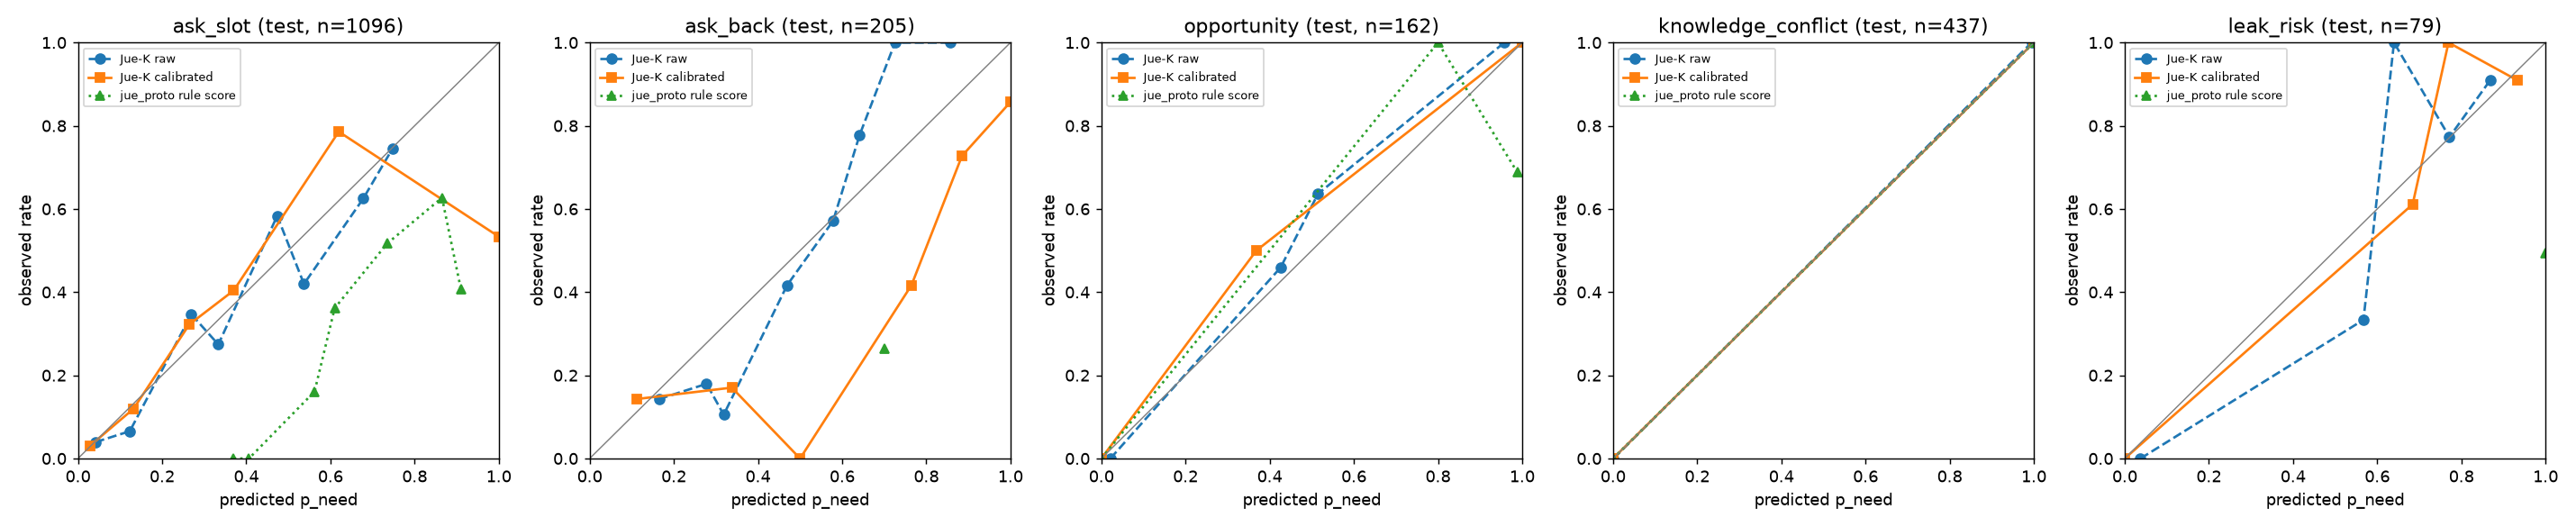 ask_slot (test, n=1096)
Jue-K raw
Jue-K calibrated
jue_proto rule score
observed rate
1.0
0.8
0.6
0.4
0.2
0.0
0.0 0.2 0.4 0.6 0.8 1.0
predicted p_need
ask_back (test, n=205)
Jue-K raw
Jue-K calibrated
jue_proto rule score
observed rate
1.0
0.8
0.6
0.4
0.2
0.0
0.0 0.2 0.4 0.6 0.8 1.0
predicted p_need
opportunity (test, n=162)
Jue-K raw
Jue-K calibrated
jue_proto rule score
observed rate
1.0
0.8
0.6
0.4
0.2
0.0
0.0 0.2 0.4 0.6 0.8 1.0
predicted p_need
knowledge_conflict (test, n=437)
Jue-K raw
Jue-K calibrated
jue_proto rule score
observed rate
1.0
0.8
0.6
0.4
0.2
0.0
0.0 0.2 0.4 0.6 0.8 1.0
predicted p_need
leak_risk (test, n=79)
Jue-K raw
Jue-K calibrated
jue_proto rule score
observed rate
1.0
0.8
0.6
0.4
0.2
0.0
0.0 0.2 0.4 0.6 0.8 1.0
predicted p_need